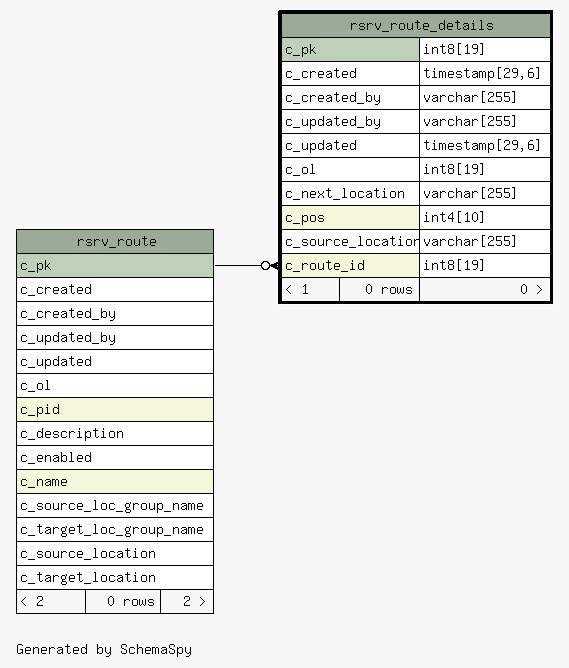 rsrv_route_details
c_pk int8[19]
c_created timestamp[29,6]
c_created_by varchar[255]
c_updated_by varchar[255]
c_updated timestamp[29,6]
c_ol int8[19]
c_next_location varchar[255]
c_pos int4[10]
c_source_location varchar[255]
c_route_id int8[19]
< 1 0 rows 0 >
rsrv_route
c_pk
c_created
c_created_by
c_updated_by
c_updated
c_ol
c_pid
c_description
c_enabled
c_name
c_source_loc_group_name
c_target_loc_group_name
c_source_location
c_target_location
< 2 0 rows 2 >
Generated by SchemaSpy